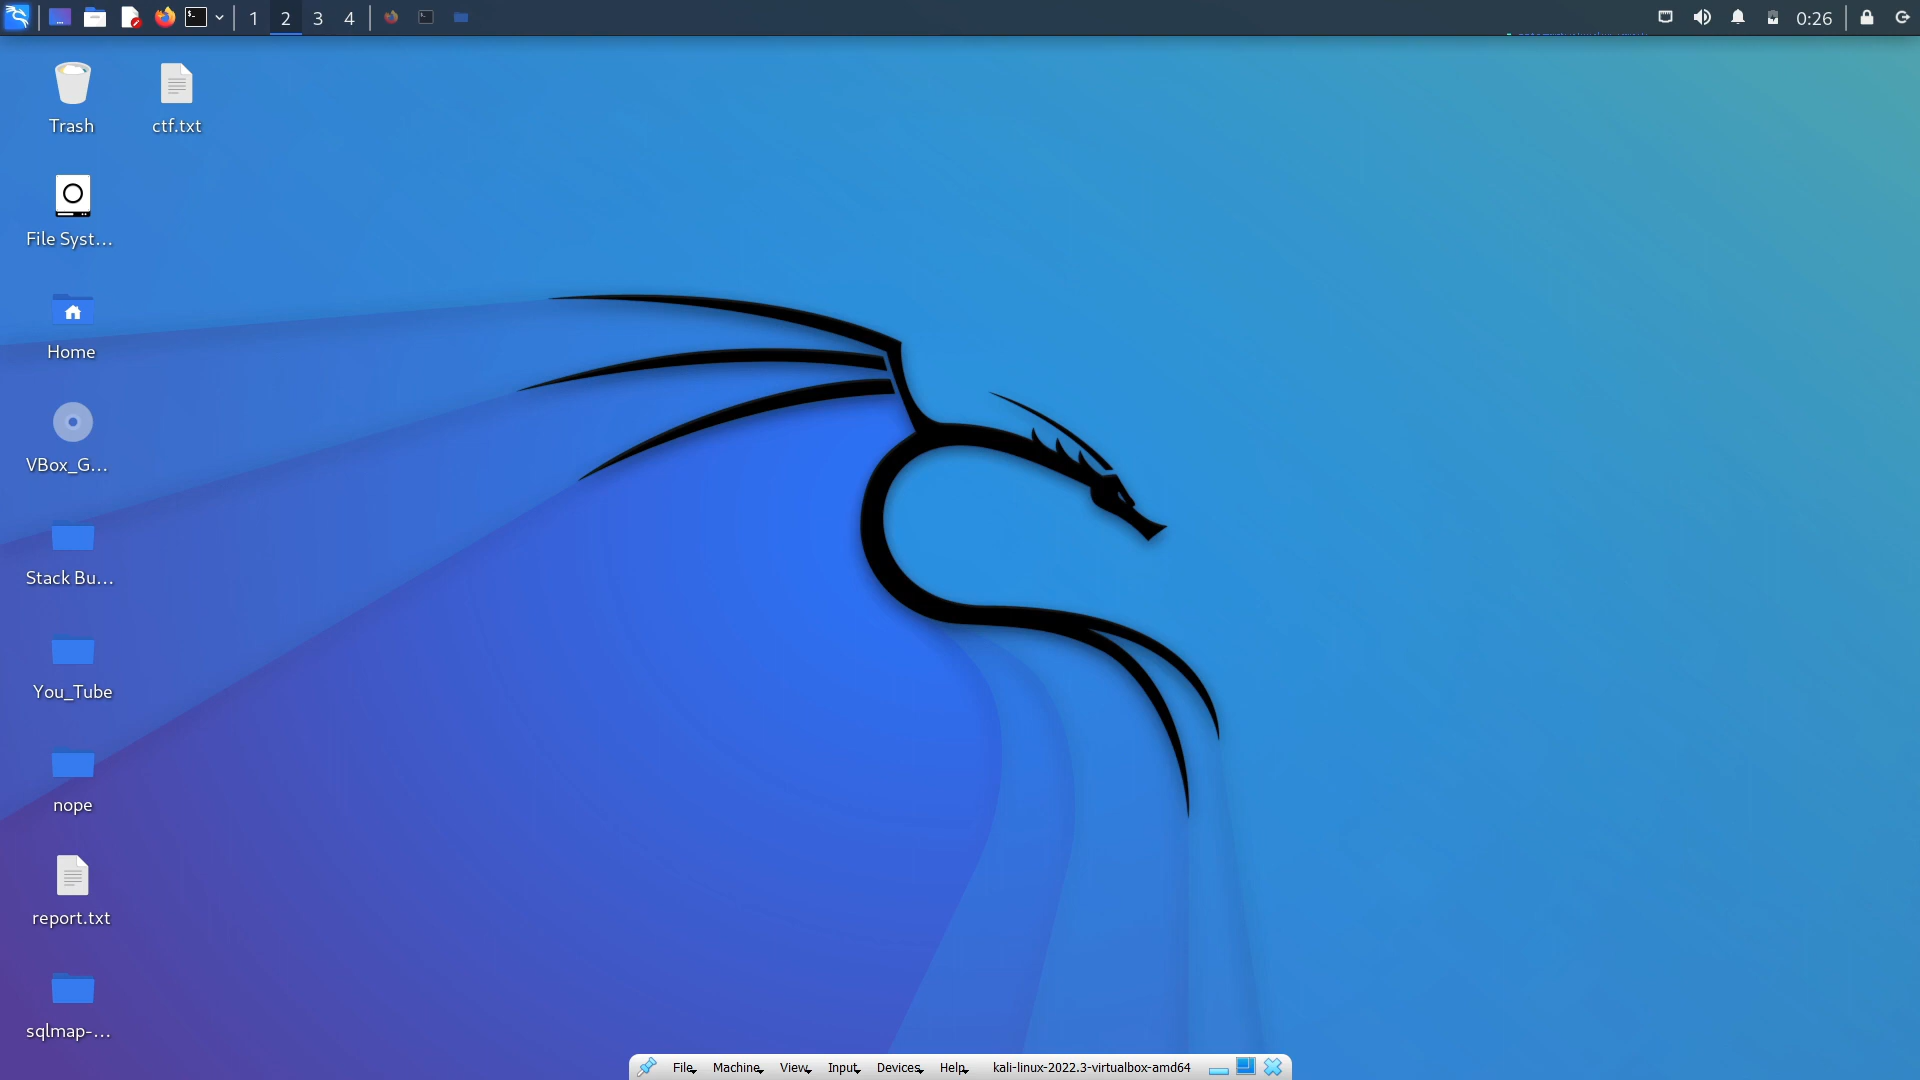 1 2 3 4
0:26
Trash
ctf.txt
File Syst...
Home
VBox_G...
Stack Bu...
You_Tube
nope
report.txt
sqlmap-...
File Machine View Input Devices Help kali-linux-2022.3-virtualbox-amd64